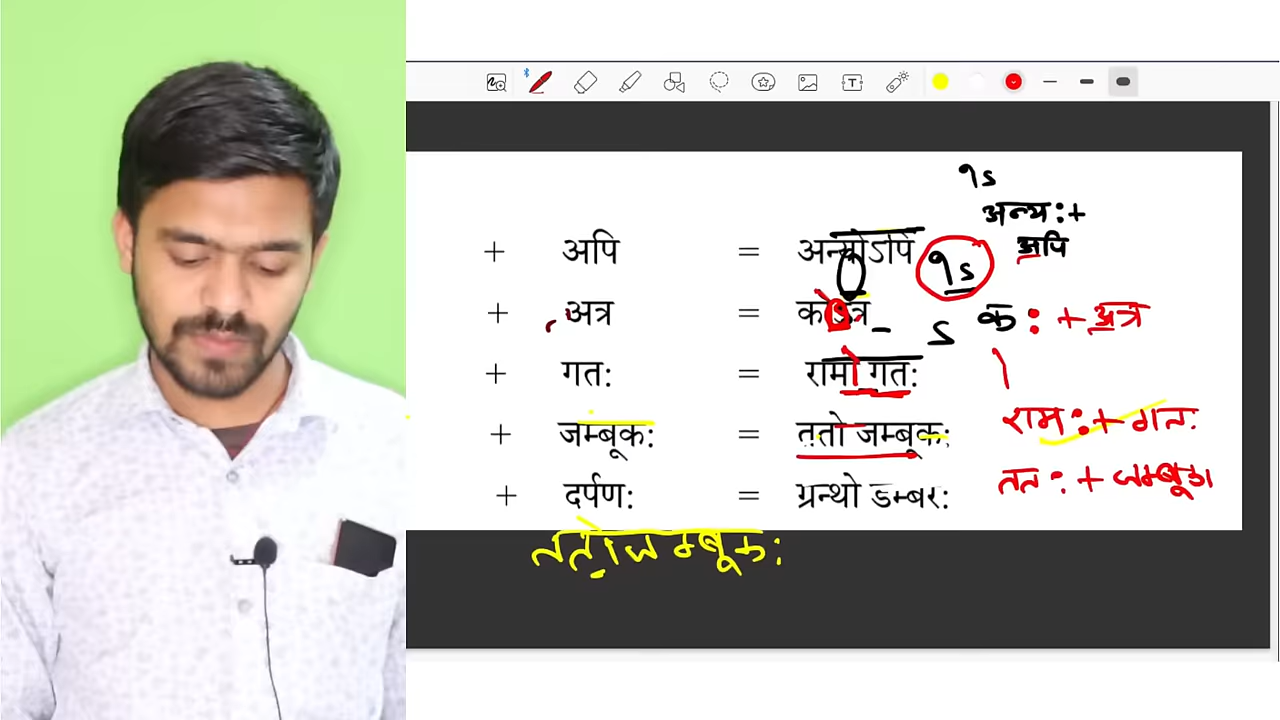 ꣶ ऽ
अन्यः+
अपि
+ अपि = अन्योऽपि
ो ऽ
+ अत्र = कोऽत्र
- ऽ
कः + अत्र
+ गतः = रामो गतः
ा
रामः + गतः
+ जम्बूकः = ततो जम्बूकः
ततः + जम्बूकः
+ दर्पणः = ग्रन्थो डम्बरः
ततोजम्बूकः